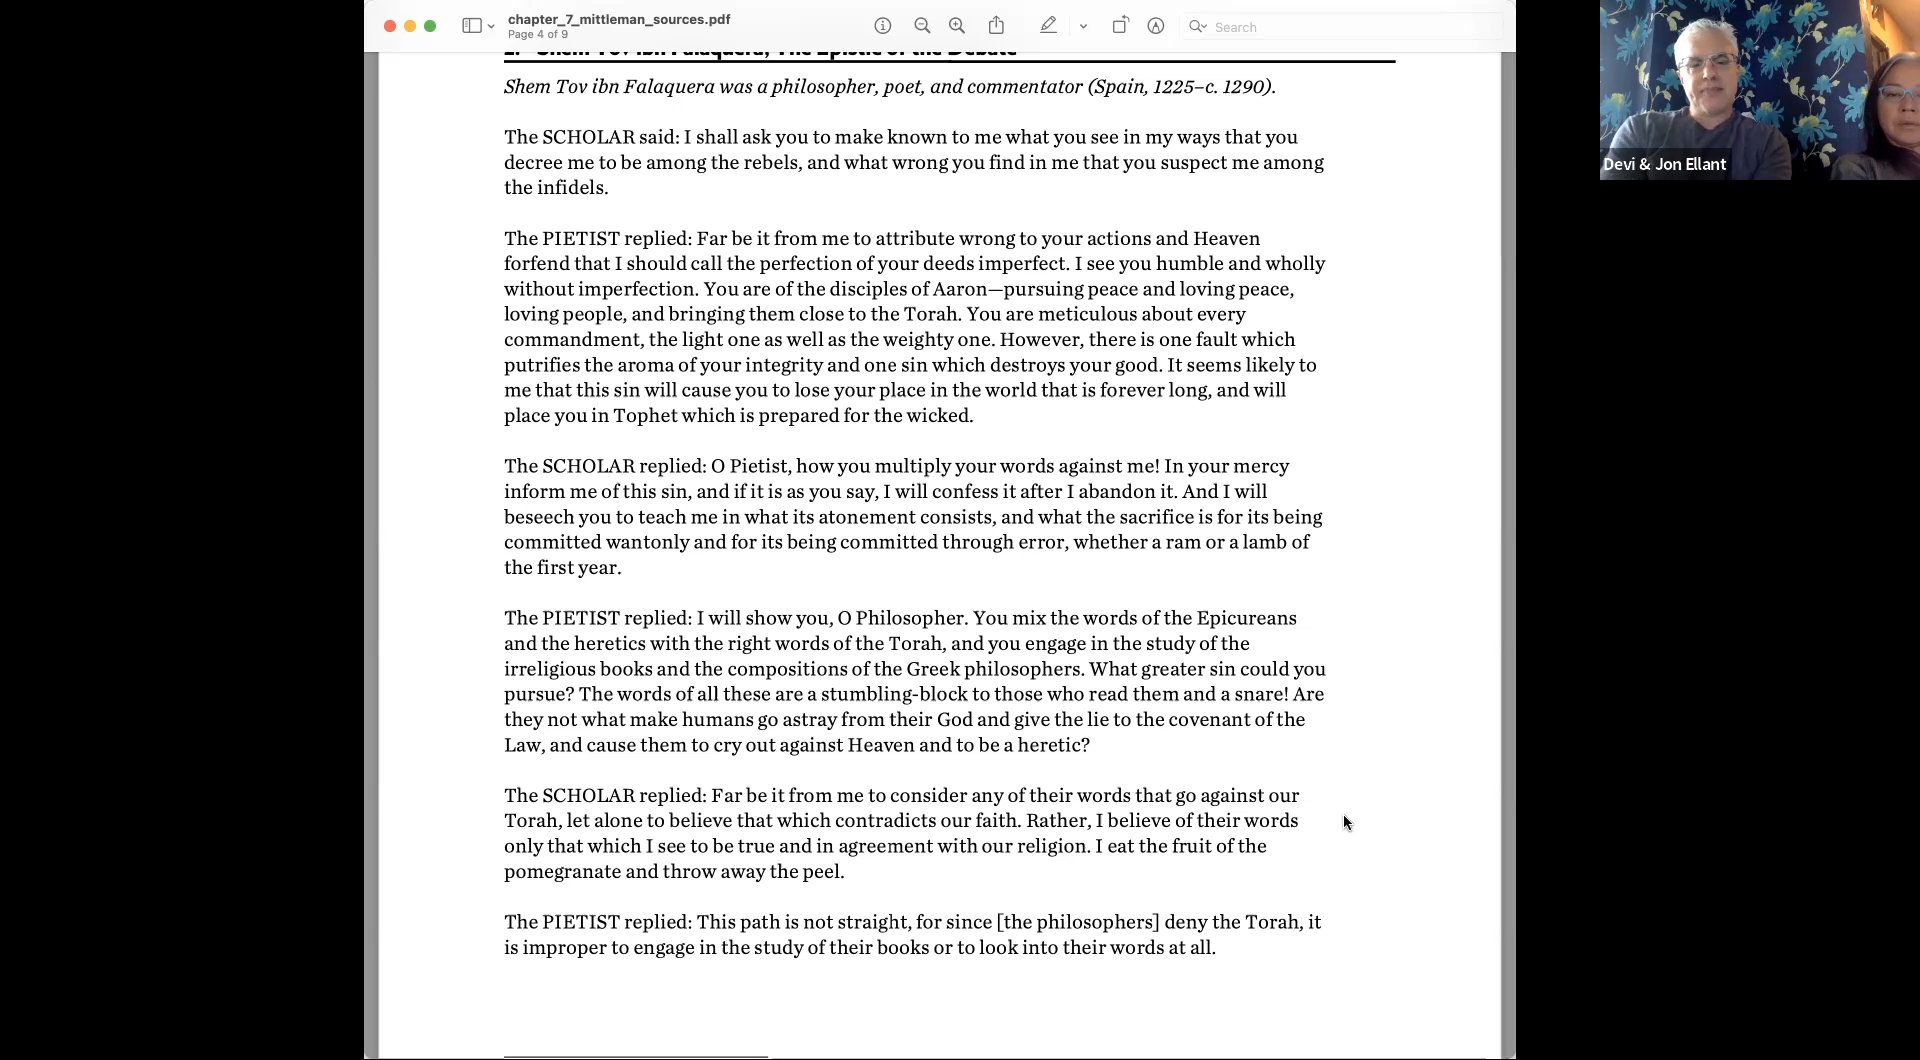 chapter_7_mittleman_sources.pdf
Page 4 of 9
Search
2. Shem Tov ibn Falaquera, The Epistle of the Debate
Shem Tov ibn Falaquera was a philosopher, poet, and commentator (Spain, 1225–c. 1290).
The SCHOLAR said: I shall ask you to make known to me what you see in my ways that you
decree me to be among the rebels, and what wrong you find in me that you suspect me among
the infidels.
The PIETIST replied: Far be it from me to attribute wrong to your actions and Heaven
forfend that I should call the perfection of your deeds imperfect. I see you humble and wholly
without imperfection. You are of the disciples of Aaron—pursuing peace and loving peace,
loving people, and bringing them close to the Torah. You are meticulous about every
commandment, the light one as well as the weighty one. However, there is one fault which
putrifies the aroma of your integrity and one sin which destroys your good. It seems likely to
me that this sin will cause you to lose your place in the world that is forever long, and will
place you in Tophet which is prepared for the wicked.
The SCHOLAR replied: O Pietist, how you multiply your words against me! In your mercy
inform me of this sin, and if it is as you say, I will confess it after I abandon it. And I will
beseech you to teach me in what its atonement consists, and what the sacrifice is for its being
committed wantonly and for its being committed through error, whether a ram or a lamb of
the first year.
The PIETIST replied: I will show you, O Philosopher. You mix the words of the Epicureans
and the heretics with the right words of the Torah, and you engage in the study of the
irreligious books and the compositions of the Greek philosophers. What greater sin could you
pursue? The words of all these are a stumbling-block to those who read them and a snare! Are
they not what make humans go astray from their God and give the lie to the covenant of the
Law, and cause them to cry out against Heaven and to be a heretic?
The SCHOLAR replied: Far be it from me to consider any of their words that go against our
Torah, let alone to believe that which contradicts our faith. Rather, I believe of their words
only that which I see to be true and in agreement with our religion. I eat the fruit of the
pomegranate and throw away the peel.
The PIETIST replied: This path is not straight, for since [the philosophers] deny the Torah, it
is improper to engage in the study of their books or to look into their words at all.
Devi & Jon Ellant